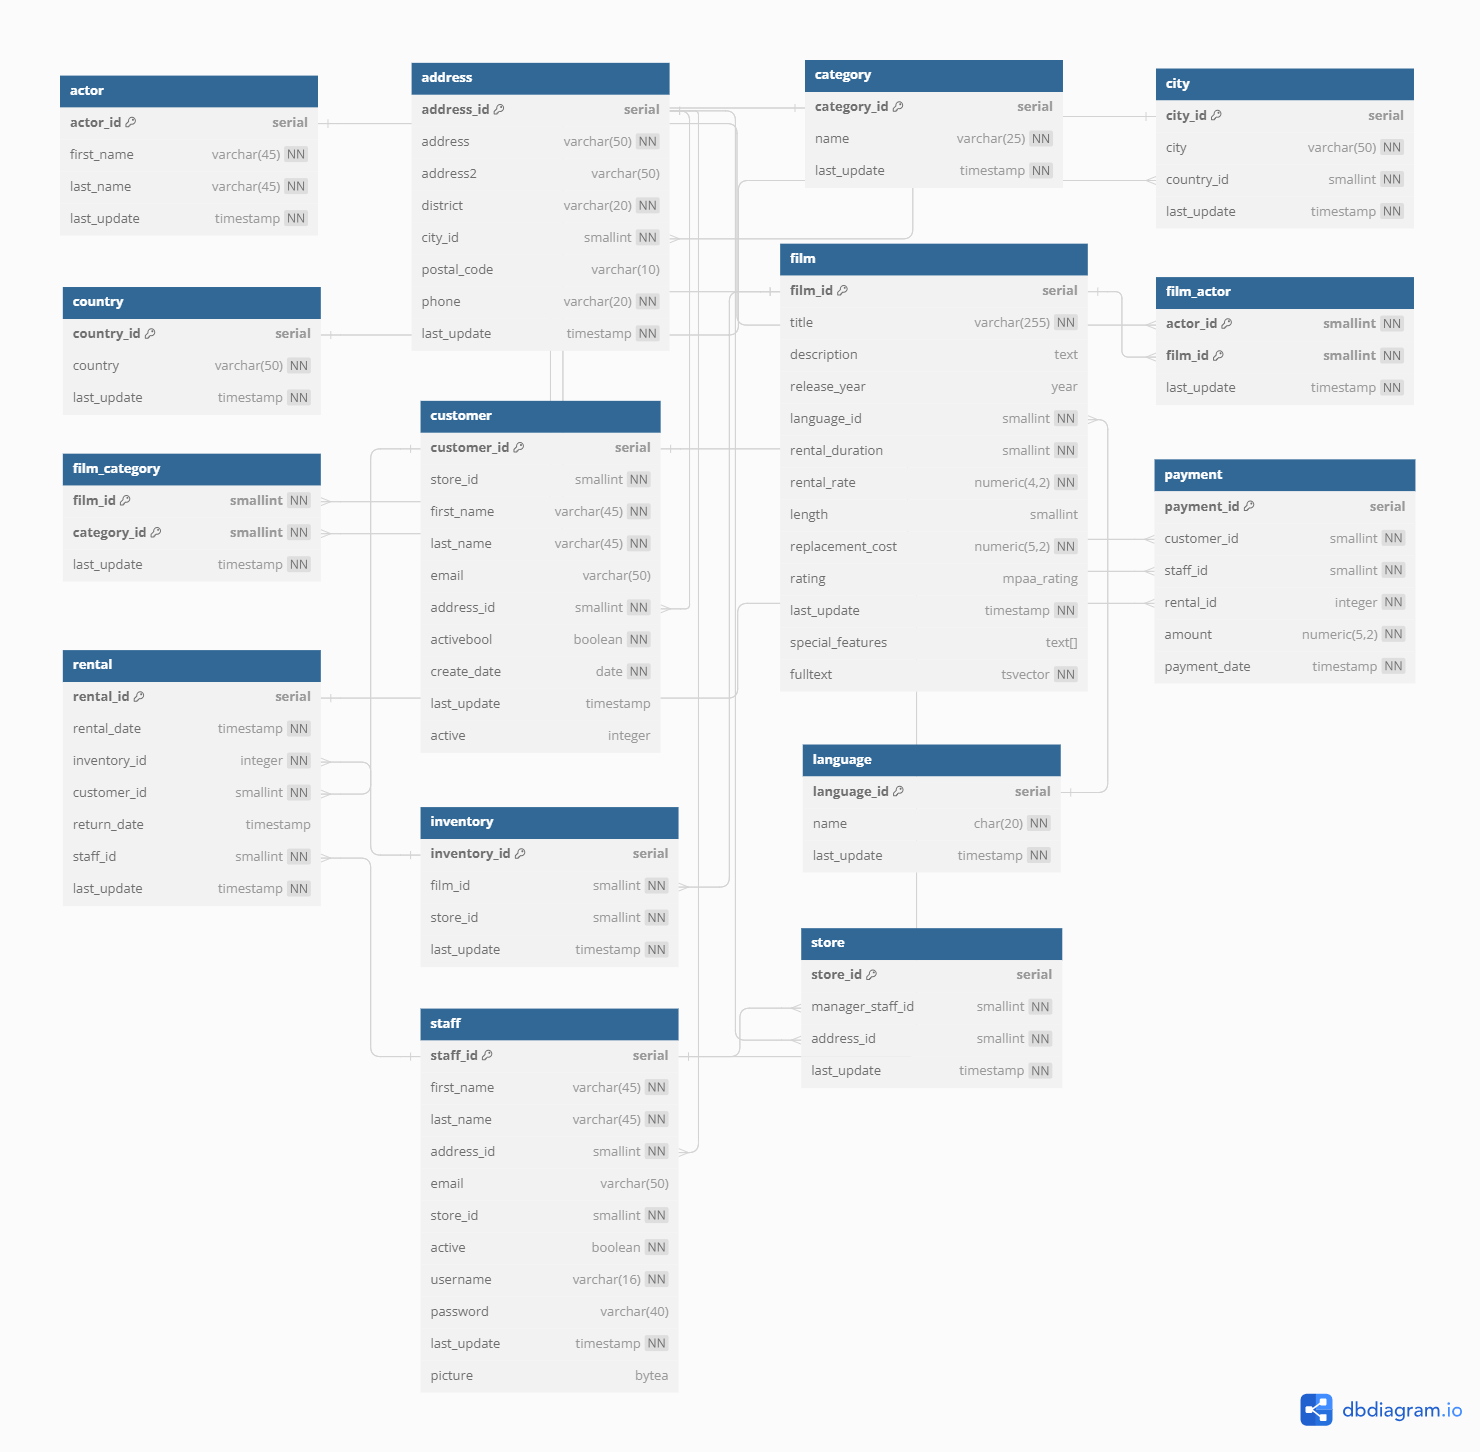 actor
actor_id serial
first_name varchar(45) NN
last_name varchar(45) NN
last_update timestamp NN
address
address_id serial
address varchar(50) NN
address2 varchar(50)
district varchar(20) NN
city_id smallint NN
postal_code varchar(10)
phone varchar(20) NN
last_update timestamp NN
category
category_id serial
name varchar(25) NN
last_update timestamp NN
city
city_id serial
city varchar(50) NN
country_id smallint NN
last_update timestamp NN
country
country_id serial
country varchar(50) NN
last_update timestamp NN
film
film_id serial
title varchar(255) NN
description text
release_year year
language_id smallint NN
rental_duration smallint NN
rental_rate numeric(4,2) NN
length smallint
replacement_cost numeric(5,2) NN
rating mpaa_rating
last_update timestamp NN
special_features text[]
fulltext tsvector NN
film_actor
actor_id smallint NN
film_id smallint NN
last_update timestamp NN
film_category
film_id smallint NN
category_id smallint NN
last_update timestamp NN
customer
customer_id serial
store_id smallint NN
first_name varchar(45) NN
last_name varchar(45) NN
email varchar(50)
address_id smallint NN
activebool boolean NN
create_date date NN
last_update timestamp
active integer
payment
payment_id serial
customer_id smallint NN
staff_id smallint NN
rental_id integer NN
amount numeric(5,2) NN
payment_date timestamp NN
rental
rental_id serial
rental_date timestamp NN
inventory_id integer NN
customer_id smallint NN
return_date timestamp
staff_id smallint NN
last_update timestamp NN
inventory
inventory_id serial
film_id smallint NN
store_id smallint NN
last_update timestamp NN
language
language_id serial
name char(20) NN
last_update timestamp NN
store
store_id serial
manager_staff_id smallint NN
address_id smallint NN
last_update timestamp NN
staff
staff_id serial
first_name varchar(45) NN
last_name varchar(45) NN
address_id smallint NN
email varchar(50)
store_id smallint NN
active boolean NN
username varchar(16) NN
password varchar(40)
last_update timestamp NN
picture bytea
dbdiagram.io